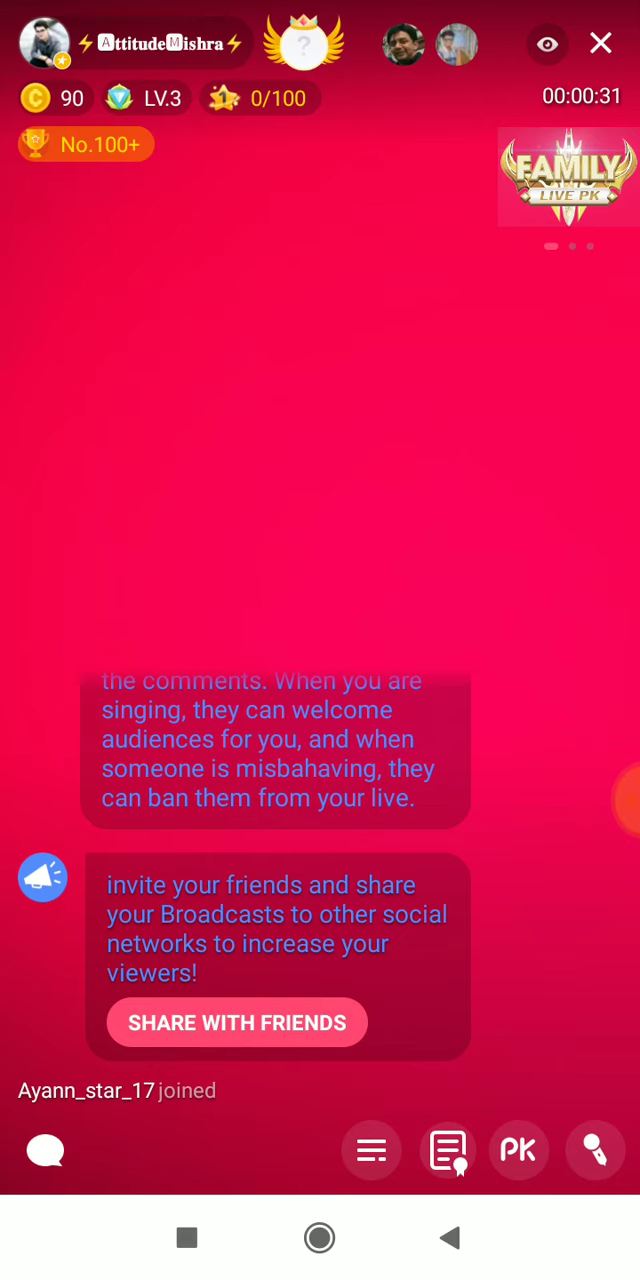 ⚡🅰ttitude🅼ishra⚡
?
C 90
LV.3
1 0/100
00:00:31
No.100+
FAMILY
LIVE PK
the comments. When you are
singing, they can welcome
audiences for you, and when
someone is misbahaving, they
can ban them from your live.
invite your friends and share
your Broadcasts to other social
networks to increase your
viewers!
SHARE WITH FRIENDS
Ayann_star_17 joined
PK